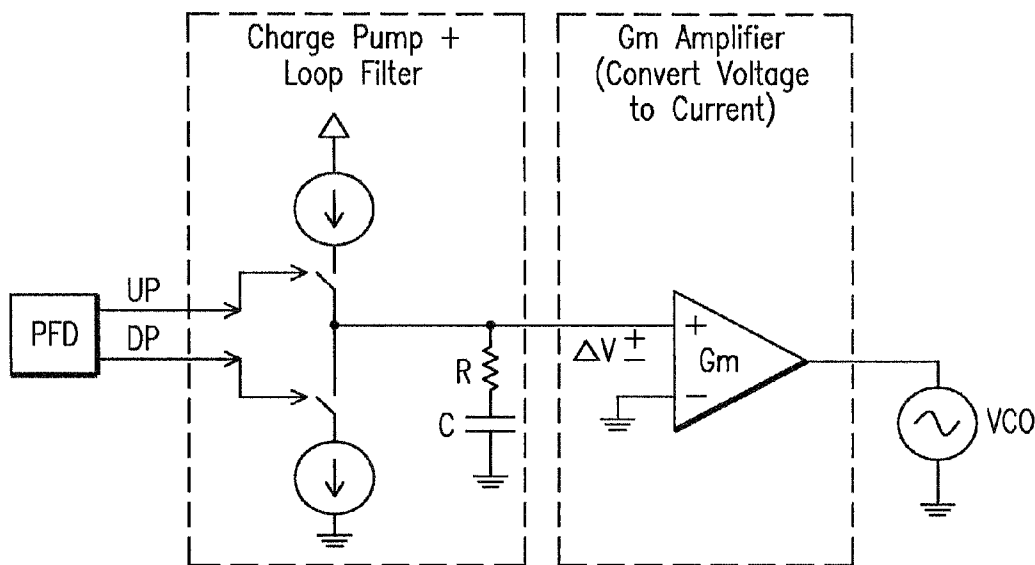 Charge Pump +
Loop Filter
Gm Amplifier
(Convert Voltage
to Current)
UP
PFD
DP
R
C
ΔV ±
−
+
Gm
−
VCO